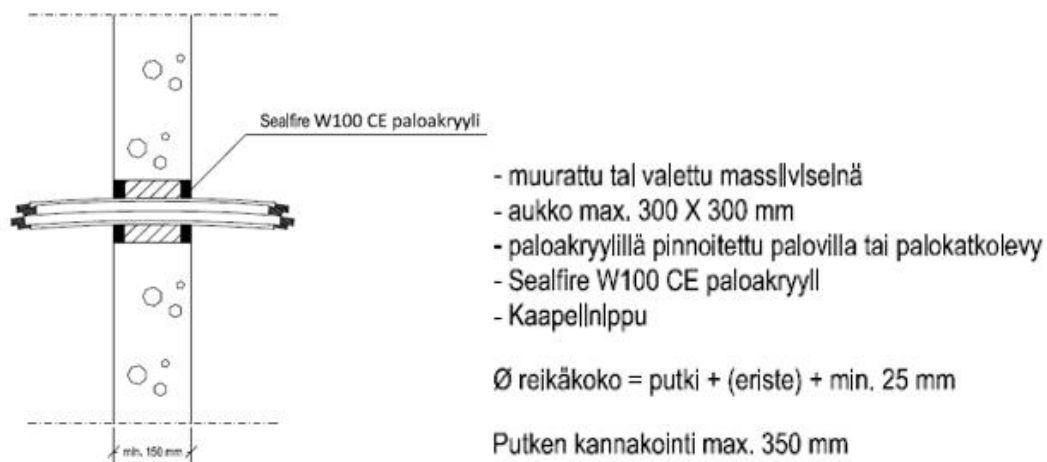 Sealfire W100 CE paloakryyli
- muurattu tai valettu massiviseinä
- aukko max. 300 X 300 mm
- paloakryylillä pinnoitettu palovilla tai palokatkolevy
- Sealfire W100 CE paloakryyli
- Kaapelinippu
Ø reikäkoko = putki + (eriste) + min. 25 mm
Putken kannakointi max. 350 mm
min. 150 mm